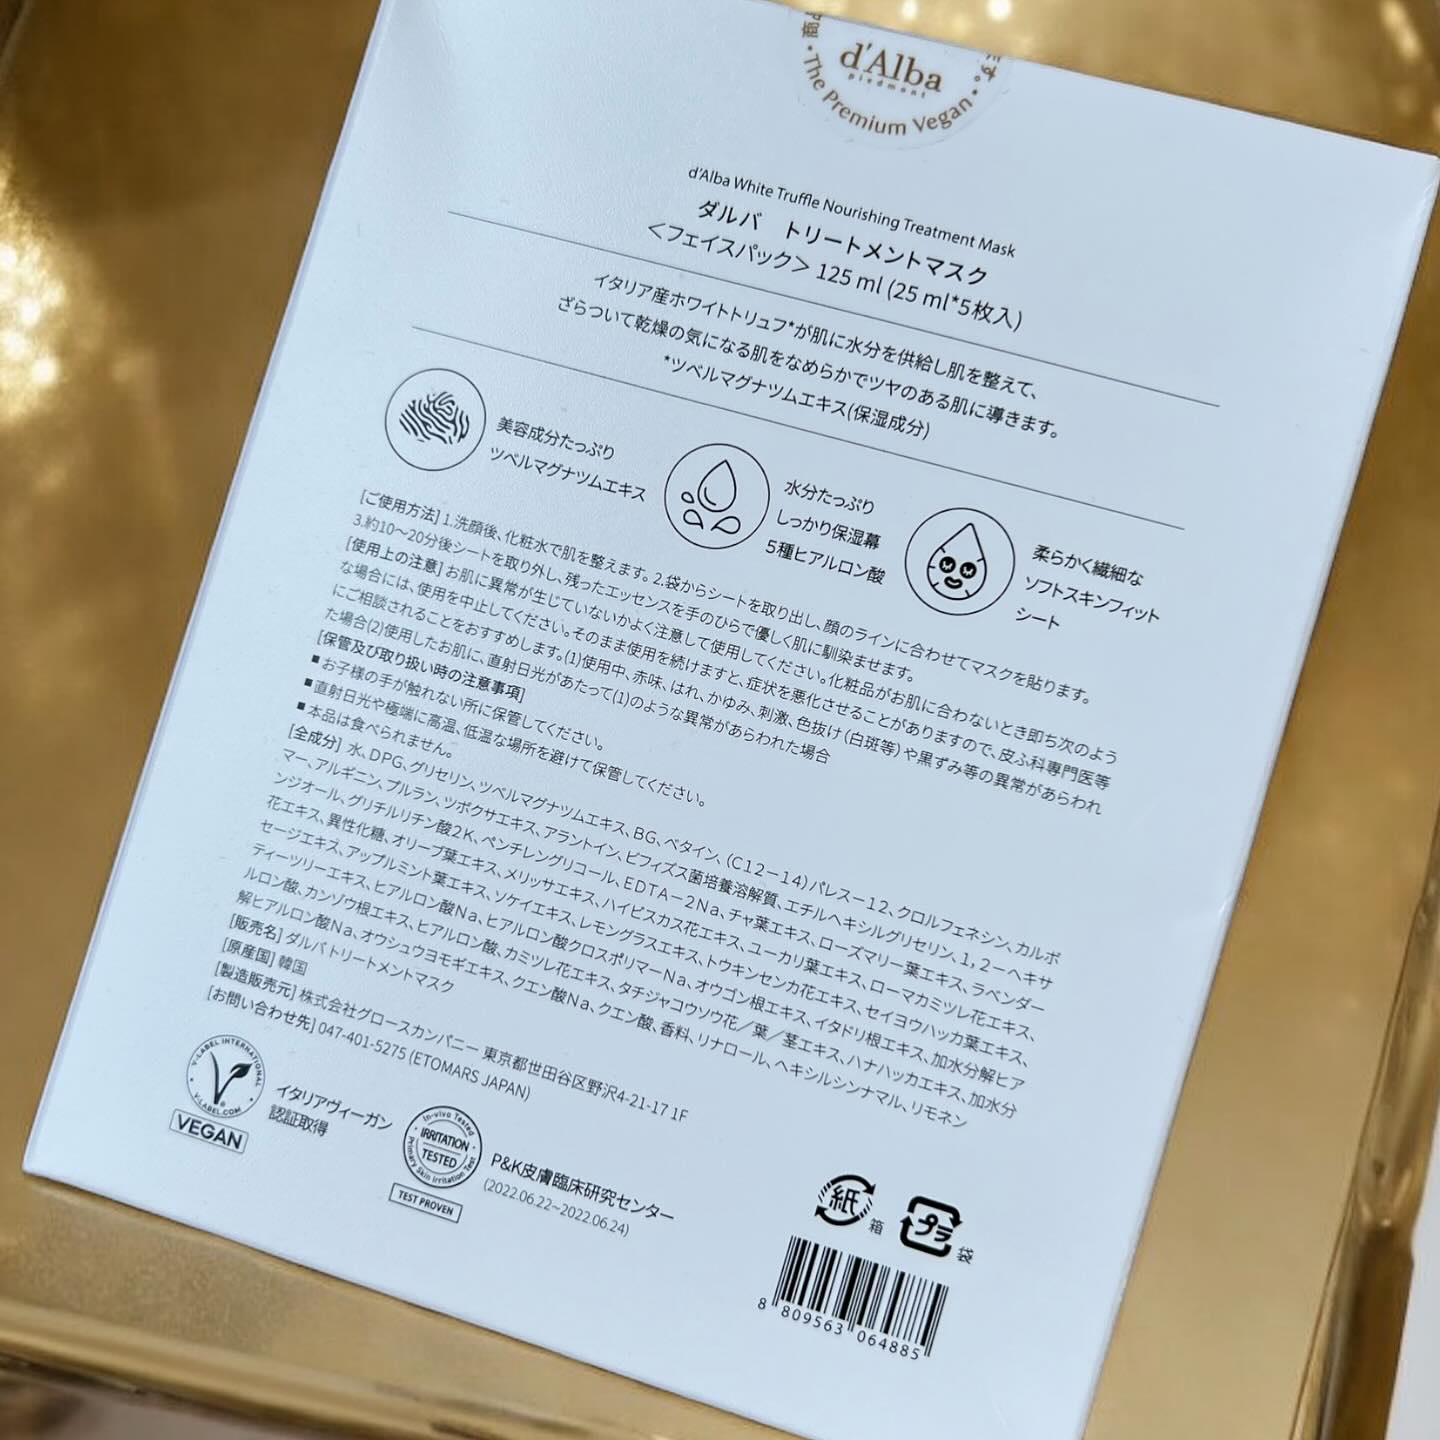 商
す。
d'Alba
Piedmont
• The Premium Vegan •
d'Alba White Truffle Nourishing Treatment Mask
ダルバ　トリートメントマスク
＜フェイスパック＞ 125 ml (25 ml*5枚入)
イタリア産ホワイトトリュフ*が肌に水分を供給し肌を整えて、
ざらついて乾燥の気になる肌をなめらかでツヤのある肌に導きます。
*ツベルマグナツムエキス(保湿成分)
美容成分たっぷり
ツベルマグナツムエキス
水分たっぷり
しっかり保湿幕
5種ヒアルロン酸
柔らかく繊細な
ソフトスキンフィット
シート
[ご使用方法] 1.洗顔後、化粧水で肌を整えます。 2.袋からシートを取り出し、顔のラインに合わせてマスクを貼ります。
3.約10～20分後シートを取り外し、残ったエッセンスを手のひらで優しく肌に馴染ませます。
[使用上の注意] お肌に異常が生じていないかよく注意して使用してください。化粧品がお肌に合わないとき即ち次のよう
な場合には、使用を中止してください。そのまま使用を続けますと、症状を悪化させることがありますので、皮ふ科専門医等
にご相談されることをおすすめします。(1)使用中、赤味、はれ、かゆみ、刺激、色抜け(白斑等)や黒ずみ等の異常があらわれ
た場合(2)使用したお肌に、直射日光があたって(1)のような異常があらわれた場合
[保管及び取り扱い時の注意事項]
■お子様の手が触れない所に保管してください。
■直射日光や極端に高温、低温な場所を避けて保管してください。
■本品は食べられません。
[全成分] 水、DPG、グリセリン、ツベルマグナツムエキス、BG、ベタイン、(C12-14)パレス-12、クロルフェネシン、カルボ
マー、アルギニン、プルラン、ツボクサエキス、アラントイン、ビフィズス菌培養溶解質、エチルヘキシルグリセリン、1,2-ヘキサ
ンジオール、グリチルリチン酸2K、ペンチレングリコール、EDTA-2Na、チャ葉エキス、ローズマリー葉エキス、ラベンダー
花エキス、異性化糖、オリーブ葉エキス、メリッサエキス、ハイビスカス花エキス、ユーカリ葉エキス、ローマカミツレ花エキス、
セージエキス、アップルミント葉エキス、ソケイエキス、レモングラスエキス、トウキンセンカ花エキス、セイヨウハッカ葉エキス、
ティーツリーエキス、ヒアルロン酸Na、ヒアルロン酸クロスポリマーNa、オウゴン根エキス、イタドリ根エキス、加水分解ヒア
ルロン酸、カンゾウ根エキス、ヒアルロン酸、カミツレ花エキス、タチジャコウソウ花／葉／茎エキス、ハナハッカエキス、加水分
解ヒアルロン酸Na、オウシュウヨモギエキス、クエン酸Na、クエン酸、香料、リナロール、ヘキシルシンナマル、リモネン
[販売名] ダルバ トリートメントマスク
[原産国] 韓国
[製造販売元] 株式会社グロースカンパニー 東京都世田谷区野沢4-21-17 1F
[お問い合わせ先] 047-401-5275 (ETOMARS JAPAN)
V-LABEL INTERNATIONAL
V-LABEL.COM
VEGAN
イタリアヴィーガン
認証取得
In-vivo Tested
IRRITATION
TESTED
Primary Skin Irritation Test
TEST PROVEN
P&K皮膚臨床研究センター
(2022.06.22~2022.06.24)
紙
箱
プラ
袋
8 809563 064885